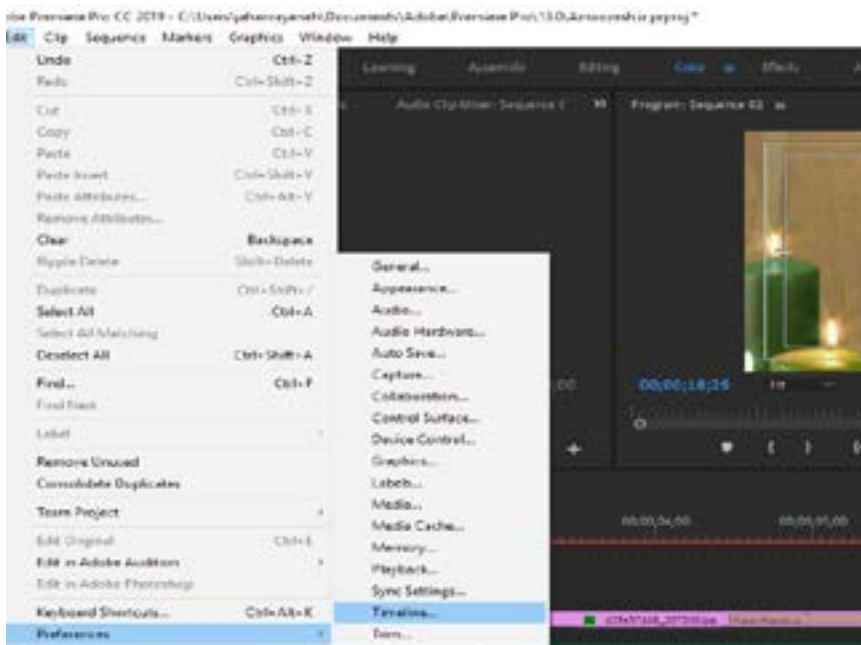 Premiere Pro CC 2019 - C:\Users\
Edit Clip Sequence Markers Graphics Window Help
Undo Ctrl+Z
Redo Ctrl+Shift+Z
Cut Ctrl+X
Copy Ctrl+C
Paste Ctrl+V
Paste Insert Ctrl+Shift+V
Paste Attributes... Ctrl+Alt+V
Remove Attributes...
Clear Backspace
Ripple Delete Shift+Delete
Duplicate Ctrl+Shift+/
Select All Ctrl+A
Select All Matching
Deselect All Ctrl+Shift+A
Find... Ctrl+F
Find Next
Label
Remove Unused
Consolidate Duplicates
Team Project
Edit Original Ctrl+E
Edit in Adobe Audition
Edit in Adobe Photoshop
Keyboard Shortcuts... Ctrl+Alt+K
Preferences
General...
Appearance...
Audio...
Audio Hardware...
Auto Save...
Capture...
Collaboration...
Control Surface...
Device Control...
Graphics...
Labels...
Media...
Media Cache...
Memory...
Playback...
Sync Settings...
Timeline...
Trim...
Learning Assembly Editing Color Effects
Audio Clip Mixer: Sequence
Program: Sequence 02
00;00;18;26 Fit